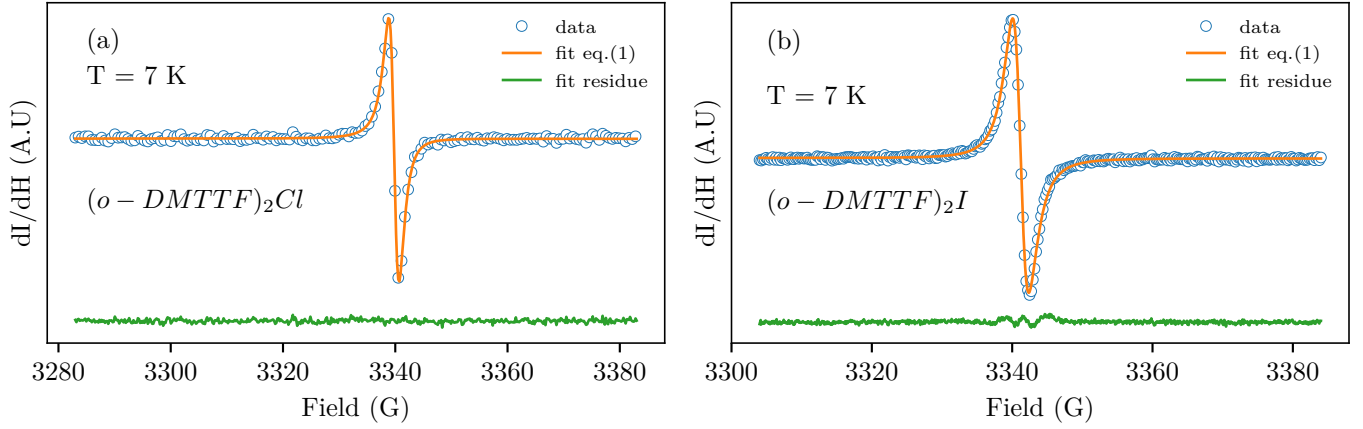 (a)
T = 7 K
(o − DMTTF)₂Cl
data
fit eq.(1)
fit residue
dI/dH (A.U)
3280 3300 3320 3340 3360 3380
Field (G)
(b)
T = 7 K
(o − DMTTF)₂I
data
fit eq.(1)
fit residue
dI/dH (A.U)
3300 3320 3340 3360 3380
Field (G)